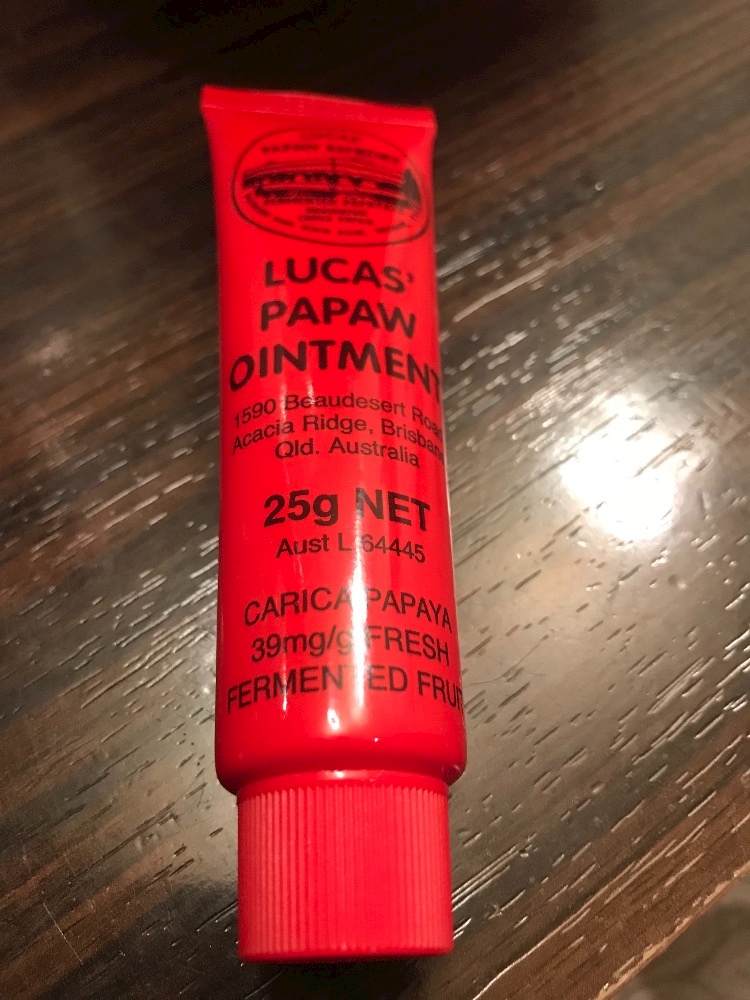 LUCAS'
PAPAW
OINTMENT
1590 Beaudesert Road
Acacia Ridge, Brisbane
Qld. Australia
25g NET
Aust L 64445
CARICA PAPAYA
39mg/g FRESH
FERMENTED FRUIT